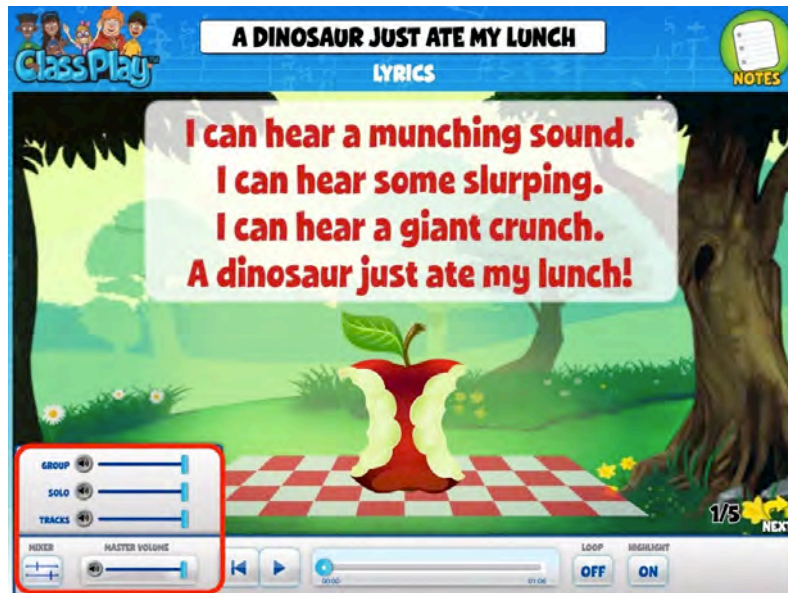 ClassPlay™
A DINOSAUR JUST ATE MY LUNCH
LYRICS
NOTES
I can hear a munching sound.
I can hear some slurping.
I can hear a giant crunch.
A dinosaur just ate my lunch!
GROUP
SOLO
TRACKS
1/5
NEXT
MIXER
MASTER VOLUME
LOOP
HIGHLIGHT
00:00
01:06
OFF
ON